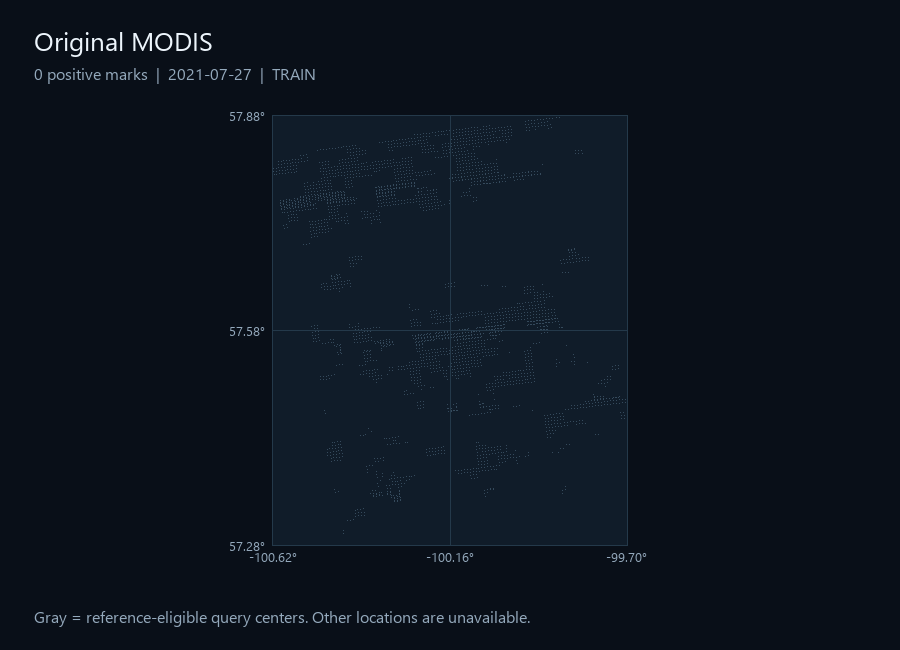 Original MODIS
0 positive marks | 2021-07-27 | TRAIN
57.88°
57.58°
57.28°
-100.62° -100.16° -99.70°
Gray = reference-eligible query centers. Other locations are unavailable.